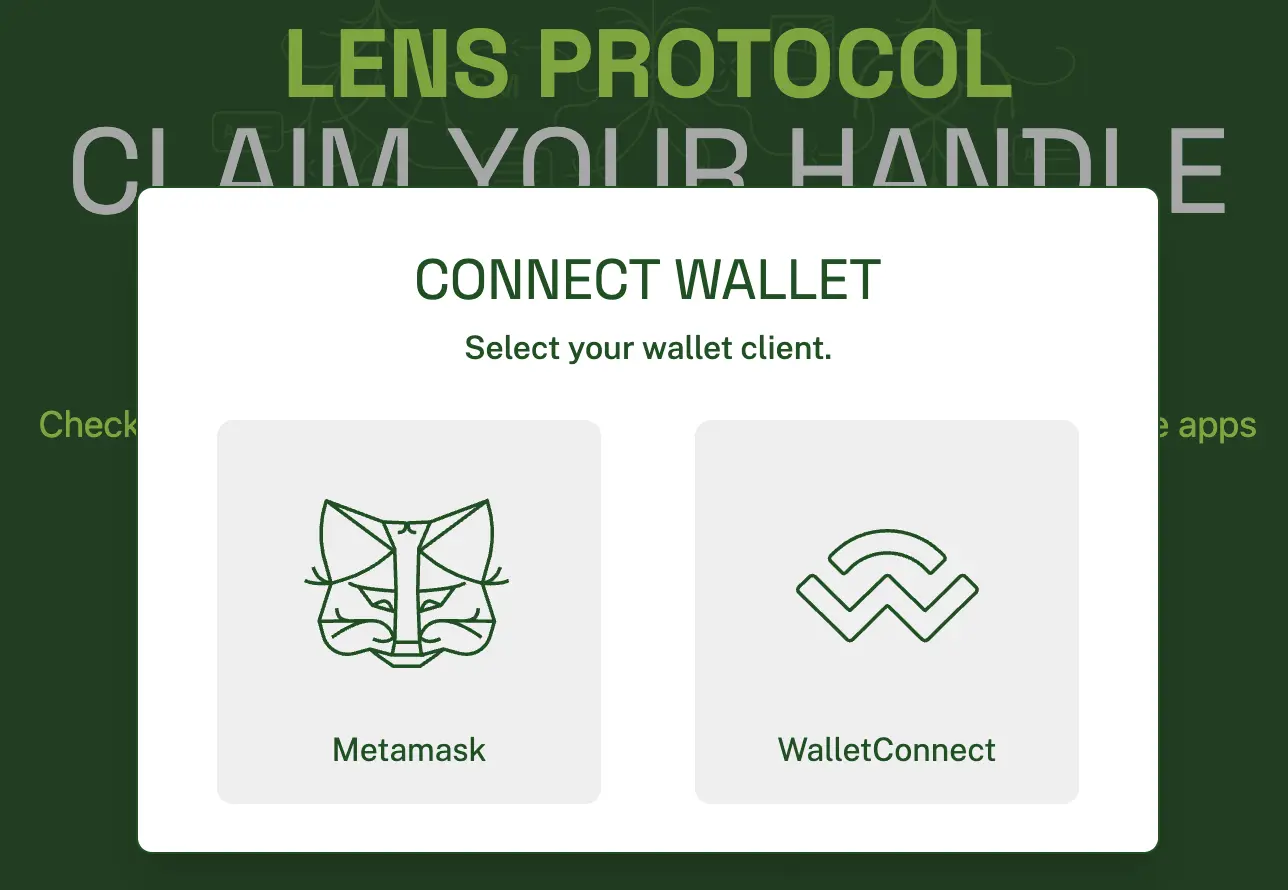 LENS PROTOCOL
CLAIM YOUR HANDLE
CONNECT WALLET
Select your wallet client.
Check
apps
Metamask
WalletConnect